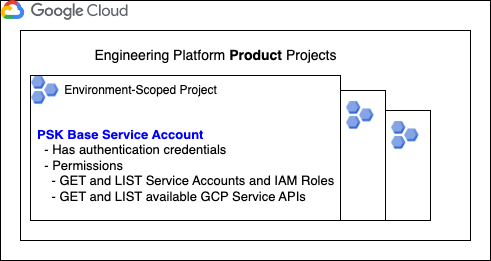 Google Cloud
Engineering Platform Product Projects
Environment-Scoped Project
PSK Base Service Account
- Has authentication credentials
- Permissions
- GET and LIST Service Accounts and IAM Roles
- GET and LIST available GCP Service APIs